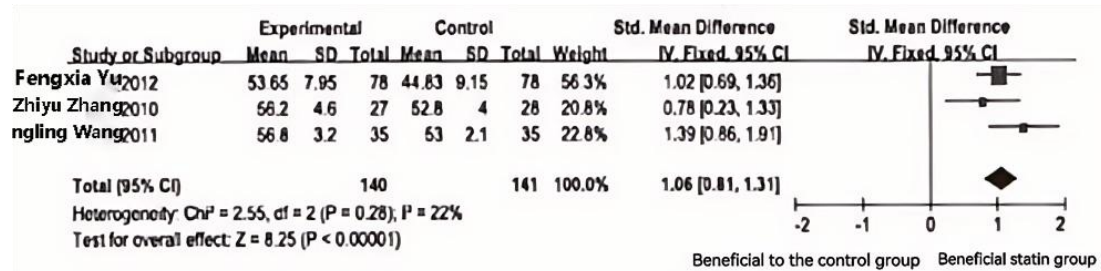 Experimental Control Std. Mean Difference Std. Mean Difference
Study or Subgroup Mean SD Total Mean SD Total Weight IV. Fixed. 95% CI IV. Fixed. 95% CI
Fengxia Yu2012 53.65 7.95 78 44.83 9.15 78 56.3% 1.02 [0.69, 1.36]
Zhiyu Zhang2010 56.2 4.6 27 52.8 4 28 20.8% 0.78 [0.23, 1.33]
ngling Wang2011 56.8 3.2 35 53 2.1 35 22.8% 1.39 [0.86, 1.91]
Total (95% CI) 140 141 100.0% 1.06 [0.81, 1.31]
Heterogeneity: Chi² = 2.55, df = 2 (P = 0.28); I² = 22%
Test for overall effect: Z = 8.25 (P < 0.00001)
-2 -1 0 1 2
Beneficial to the control group Beneficial statin group